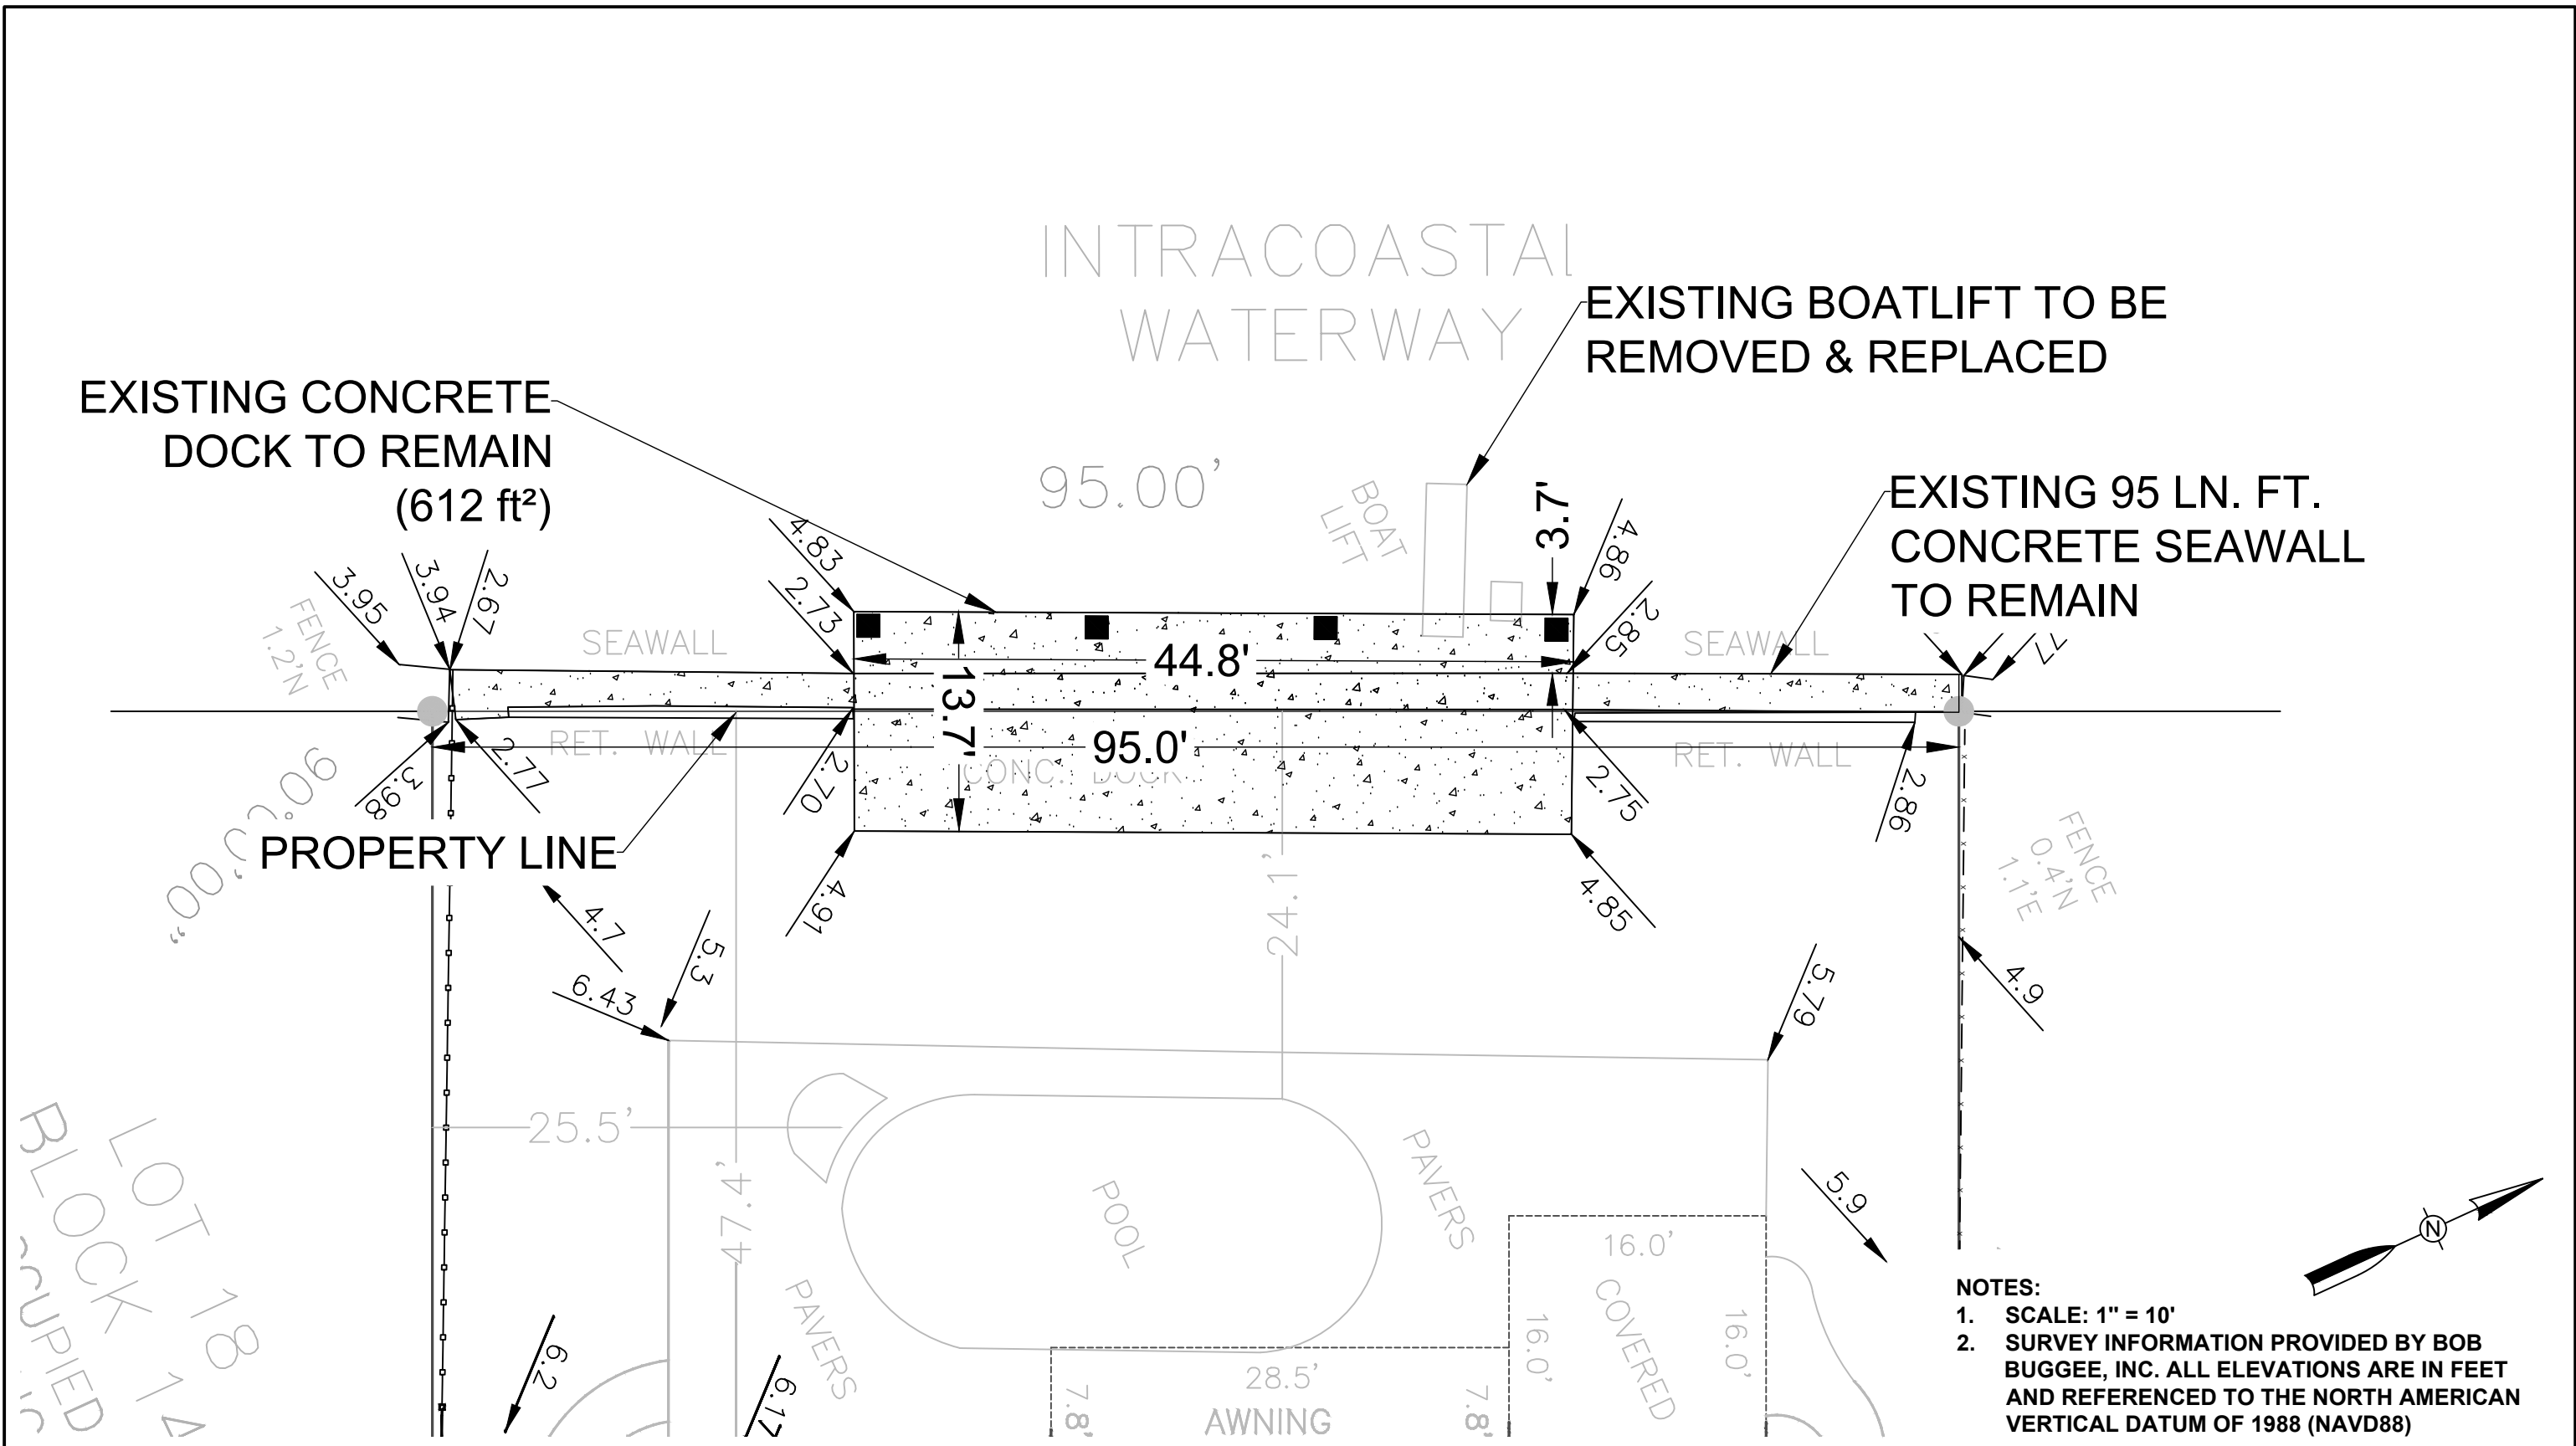 INTRACOASTAL
WATERWAY
EXISTING BOATLIFT TO BE
REMOVED & REPLACED
EXISTING CONCRETE
DOCK TO REMAIN
(612 ft²)
95.00'
BOAT
LIFT
3.7'
EXISTING 95 LN. FT.
CONCRETE SEAWALL
TO REMAIN
4.83
2.73
4.86
2.85
3.95
3.94
2.67
FENCE
1.2'N
SEAWALL
SEAWALL
44.8'
13.7'
95.0'
CONC. DOCK
RET. WALL
RET. WALL
3.98
2.77
2.70
2.75
2.86
PROPERTY LINE
4.91
4.85
24.1'
FENCE
0.4'N
1.1'E
4.7
5.3
6.43
5.79
4.9
25.5'
47.4'
POOL
PAVERS
PAVERS
5.9
16.0'
16.0'
16.0'
COVERED
LOT 18
BLOCK 14
6.2
6.17
7.8'
28.5'
7.8'
AWNING
N
NOTES:
1. SCALE: 1" = 10'
2. SURVEY INFORMATION PROVIDED BY BOB
BUGGEE, INC. ALL ELEVATIONS ARE IN FEET
AND REFERENCED TO THE NORTH AMERICAN
VERTICAL DATUM OF 1988 (NAVD88)